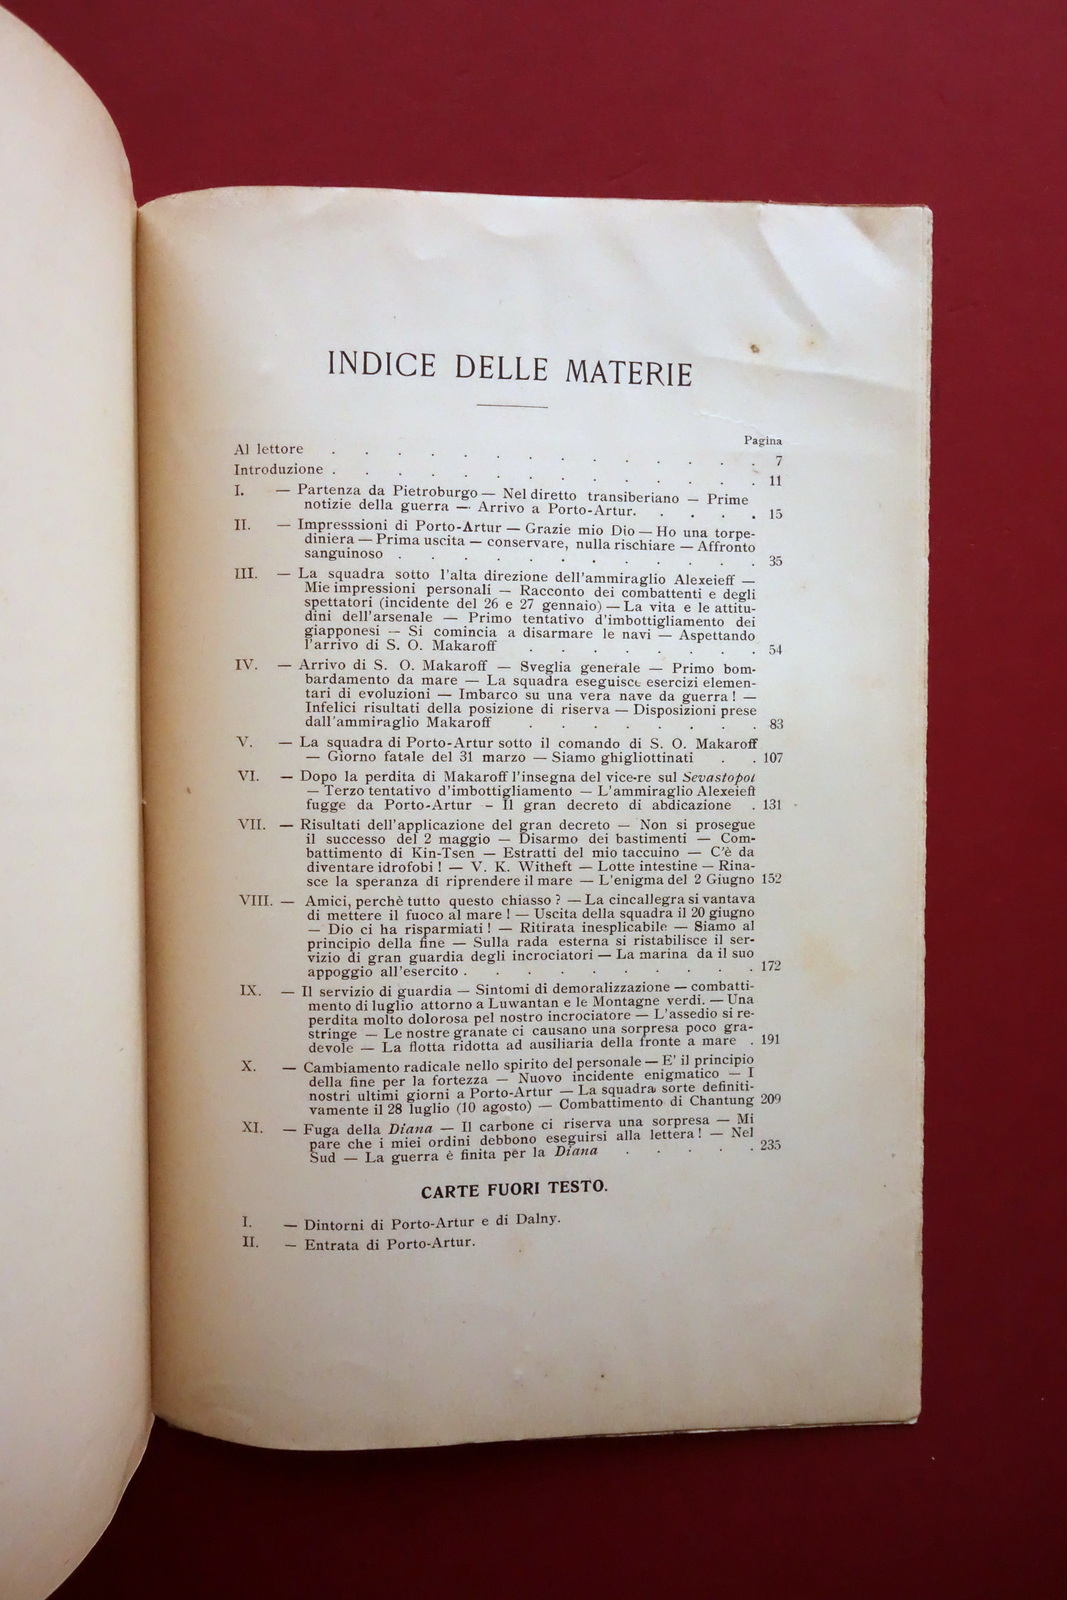 INDICE DELLE MATERIE
Pagina
Al lettore . . . . . . . . . . . . . 7
Introduzione . . . . . . . . . . . . . 11
I. — Partenza da Pietroburgo — Nel diretto transiberiano — Prime
notizie della guerra — Arrivo a Porto-Artur. . . . . 15
II. — Impresssioni di Porto-Artur — Grazie mio Dio — Ho una torpe-
diniera — Prima uscita — conservare, nulla rischiare — Affronto
sanguinoso . . . . . . . . . . . 35
III. — La squadra sotto l'alta direzione dell'ammiraglio Alexeieff —
Mie impressioni personali — Racconto dei combattenti e degli
spettatori (incidente del 26 e 27 gennaio) — La vita e le attitu-
dini dell'arsenale — Primo tentativo d'imbottigliamento dei
giapponesi — Si comincia a disarmare le navi — Aspettando
l'arrivo di S. O. Makaroff . . . . . . . 54
IV. — Arrivo di S. O. Makaroff — Sveglia generale — Primo bom-
bardamento da mare — La squadra eseguisce esercizi elemen-
tari di evoluzioni — Imbarco su una vera nave da guerra! —
Infelici risultati della posizione di riserva — Disposizioni prese
dall'ammiraglio Makaroff . . . . . . . 83
V. — La squadra di Porto-Artur sotto il comando di S. O. Makaroff
— Giorno fatale del 31 marzo — Siamo ghigliottinati . . 107
VI. — Dopo la perdita di Makaroff l'insegna del vice-re sul Sevastopol
— Terzo tentativo d'imbottigliamento — L'ammiraglio Alexeieff
fugge da Porto-Artur - Il gran decreto di abdicazione . 131
VII. — Risultati dell'applicazione del gran decreto — Non si prosegue
il successo del 2 maggio — Disarmo dei bastimenti — Com-
battimento di Kin-Tsen — Estratti del mio taccuino — C'è da
diventare idrofobi! — V. K. Witheft — Lotte intestine — Rina-
sce la speranza di riprendere il mare — L'enigma del 2 Giugno 152
VIII. — Amici, perchè tutto questo chiasso? — La cincallegra si vantava
di mettere il fuoco al mare! — Uscita della squadra il 20 giugno
— Dio ci ha risparmiati! — Ritirata inesplicabile — Siamo al
principio della fine — Sulla rada esterna si ristabilisce il ser-
vizio di gran guardia degli incrociatori — La marina da il suo
appoggio all'esercito . . . . . . . . . 172
IX. — Il servizio di guardia — Sintomi di demoralizzazione — combatti-
mento di luglio attorno a Luwantan e le Montagne verdi. — Una
perdita molto dolorosa pel nostro incrociatore — L'assedio si re-
stringe — Le nostre granate ci causano una sorpresa poco gra-
devole — La flotta ridotta ad ausiliaria della fronte a mare . 191
X. — Cambiamento radicale nello spirito del personale — E' il principio
della fine per la fortezza — Nuovo incidente enigmatico — I
nostri ultimi giorni a Porto-Artur — La squadra sorte definiti-
vamente il 28 luglio (10 agosto) — Combattimento di Chantung 209
XI. — Fuga della Diana — Il carbone ci riserva una sorpresa — Mi
pare che i miei ordini debbono eseguirsi alla lettera! — Nel
Sud — La guerra è finita per la Diana . . . . . 235
CARTE FUORI TESTO.
I. — Dintorni di Porto-Artur e di Dalny.
II. — Entrata di Porto-Artur.